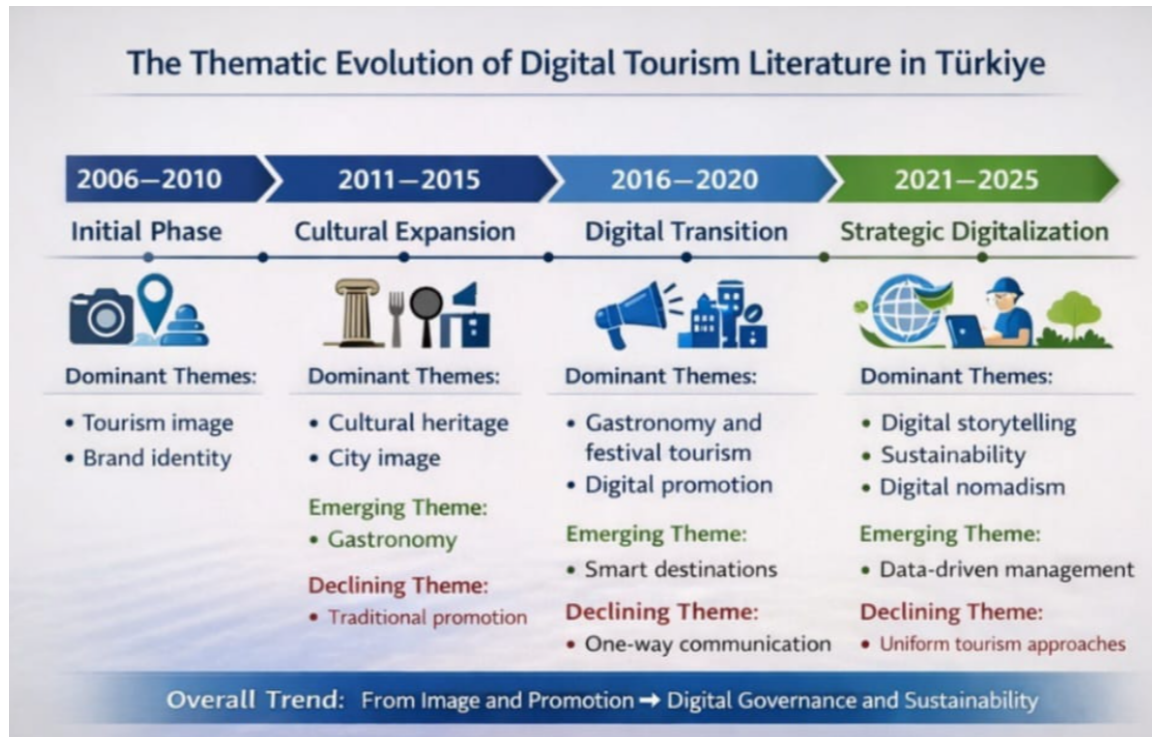 The Thematic Evolution of Digital Tourism Literature in Türkiye
2006–2010
Initial Phase
Dominant Themes:
• Tourism image
• Brand identity
2011–2015
Cultural Expansion
Dominant Themes:
• Cultural heritage
• City image
Emerging Theme:
• Gastronomy
Declining Theme:
• Traditional promotion
2016–2020
Digital Transition
Dominant Themes:
• Gastronomy and
festival tourism
• Digital promotion
Emerging Theme:
• Smart destinations
Declining Theme:
• One-way communication
2021–2025
Strategic Digitalization
Dominant Themes:
• Digital storytelling
• Sustainability
• Digital nomadism
Emerging Theme:
• Data-driven management
Declining Theme:
• Uniform tourism approaches
Overall Trend: From Image and Promotion → Digital Governance and Sustainability